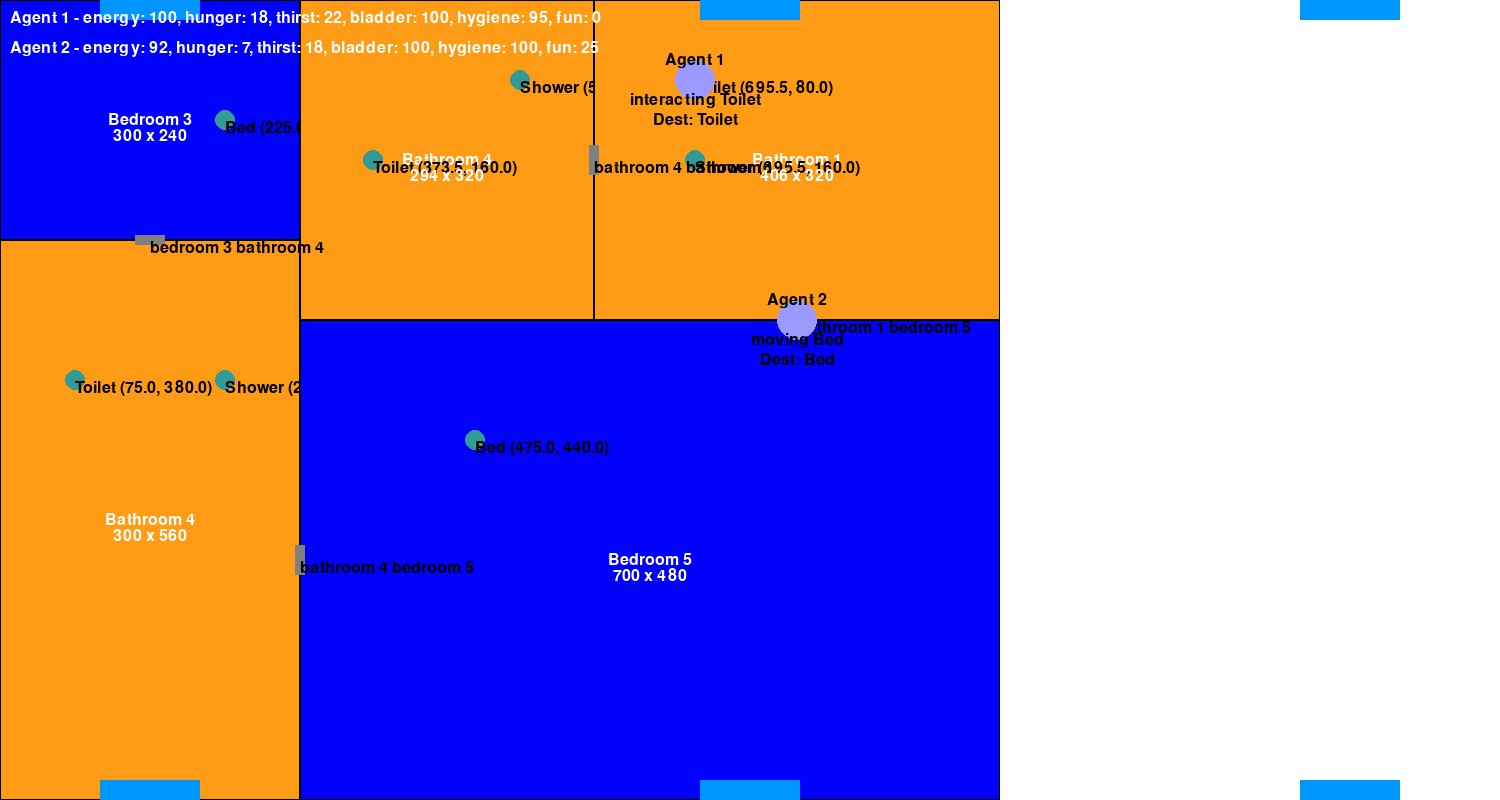 Agent 1 - energy: 100, hunger: 18, thirst: 22, bladder: 100, hygiene: 95, fun: 0
Agent 2 - energy: 92, hunger: 7, thirst: 18, bladder: 100, hygiene: 100, fun: 25
Agent 1
Shower (5
ilet (695.5, 80.0)
interacting Toilet
Dest: Toilet
Bedroom 3
300 x 240
Bed (225.
Bathroom 4
294 x 320
Toilet (373.5, 160.0)
bathroom 4
Bathroom 1
406 x 320
Shower (695.5, 160.0)
bedroom 3 bathroom 4
Agent 2
throom 1 bedroom 5
moving Bed
Dest: Bed
Toilet (75.0, 380.0)
Shower (2
Bed (475.0, 440.0)
Bathroom 4
300 x 560
Bedroom 5
700 x 480
bathroom 4 bedroom 5